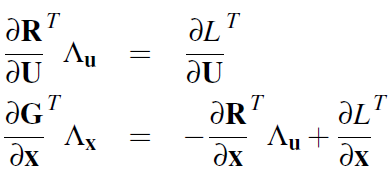 ∂R/∂U^T Λ_u = ∂L/∂U^T
∂G/∂x^T Λ_x = −∂R/∂x^T Λ_u + ∂L/∂x^T